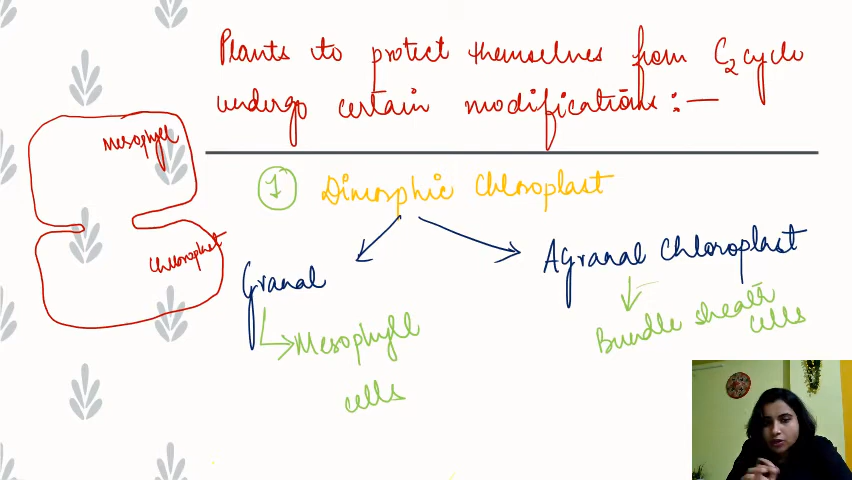 Plants to protect themselves from C2 cycle
undergo certain modifications:—
Mesophyll
Chloroplast
1 Dimorphic Chloroplast
Granal
Agranal Chloroplast
Mesophyll
cells
Bundle sheath
cells